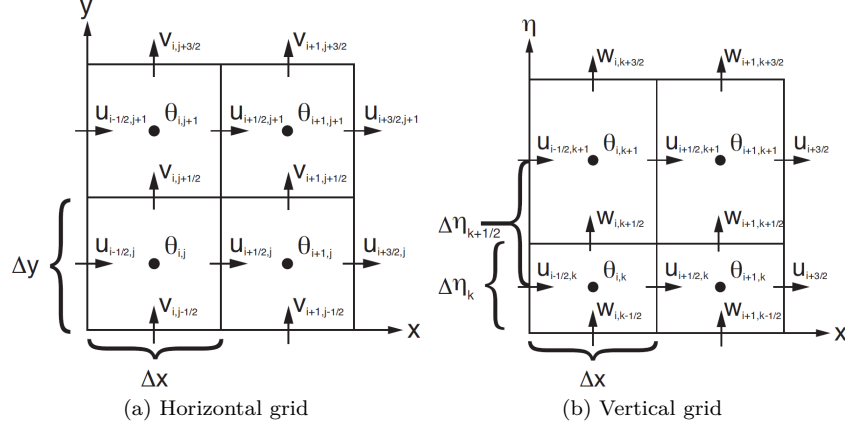 y η
v_{i,j+3/2} v_{i+1,j+3/2} w_{i,k+3/2} w_{i+1,k+3/2}
u_{i-1/2,j+1} θ_{i,j+1} u_{i+1/2,j+1} θ_{i+1,j+1} u_{i+3/2,j+1} u_{i-1/2,k+1} θ_{i,k+1} u_{i+1/2,k+1} θ_{i+1,k+1} u_{i+3/2}
v_{i,j+1/2} v_{i+1,j+1/2} Δη_{k+1/2} w_{i,k+1/2} w_{i+1,k+1/2}
Δy u_{i-1/2,j} θ_{i,j} u_{i+1/2,j} θ_{i+1,j} u_{i+3/2,j} Δη_{k} u_{i-1/2,k} θ_{i,k} u_{i+1/2,k} θ_{i+1,k} u_{i+3/2}
v_{i,j-1/2} v_{i+1,j-1/2} x w_{i,k-1/2} w_{i+1,k-1/2} x
Δx Δx
(a) Horizontal grid (b) Vertical grid